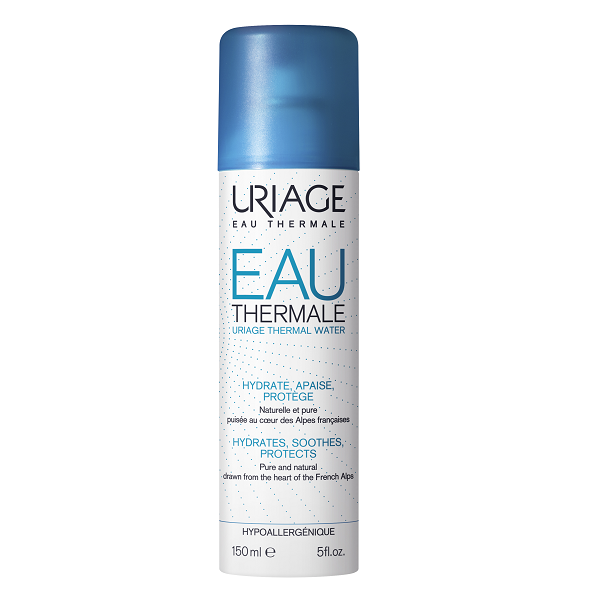 URIAGE
EAU THERMALE
EAU
THERMALE
URIAGE THERMAL WATER
HYDRATE, APAISE,
PROTÈGE
Naturelle et pure
puisée au cœur des Alpes françaises
HYDRATES, SOOTHES,
PROTECTS
Pure and natural
drawn from the heart of the French Alps
HYPOALLERGÉNIQUE
150 ml ℮ 5fl.oz.